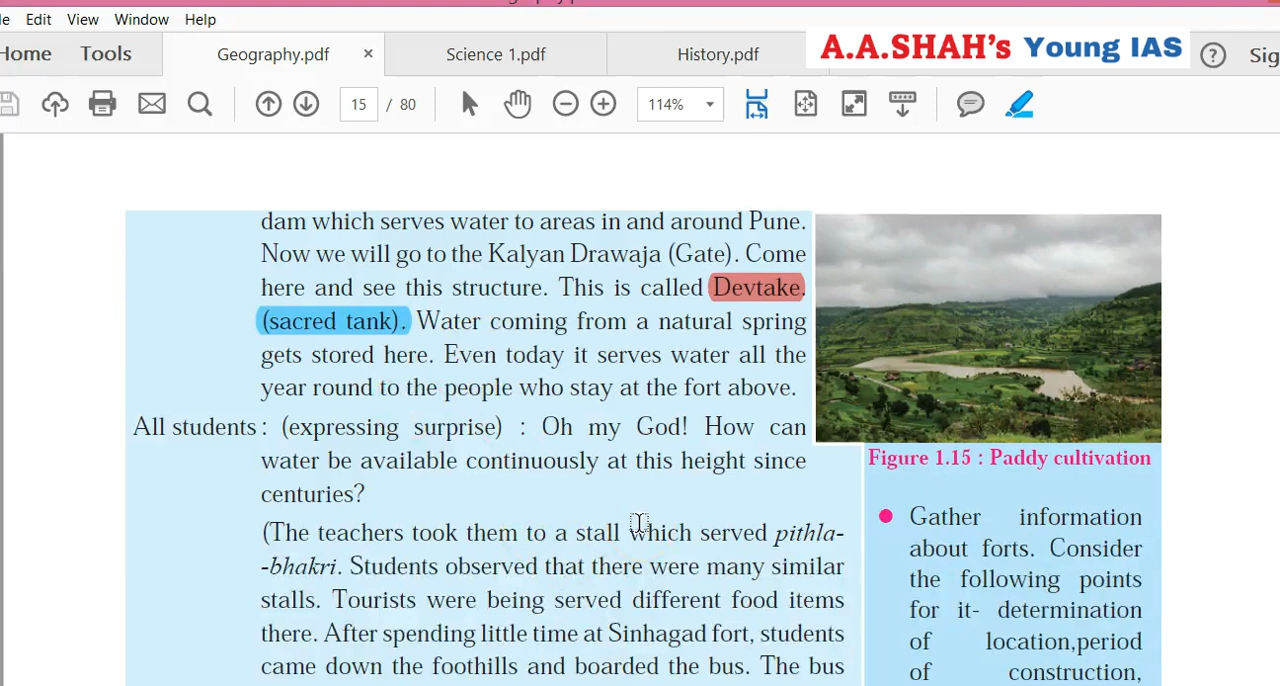 Edit View Window Help
Home Tools Geography.pdf × Science 1.pdf History.pdf
A.A.SHAH's Young IAS
?
15 / 80 114%
dam which serves water to areas in and around Pune.
Now we will go to the Kalyan Drawaja (Gate). Come
here and see this structure. This is called Devtake.
(sacred tank). Water coming from a natural spring
gets stored here. Even today it serves water all the
year round to the people who stay at the fort above.
All students : (expressing surprise) : Oh my God! How can
water be available continuously at this height since
centuries?
(The teachers took them to a stall which served pithla-
-bhakri. Students observed that there were many similar
stalls. Tourists were being served different food items
there. After spending little time at Sinhagad fort, students
came down the foothills and boarded the bus. The bus
Figure 1.15 : Paddy cultivation
Gather information
about forts. Consider
the following points
for it- determination
of location,period
of construction,